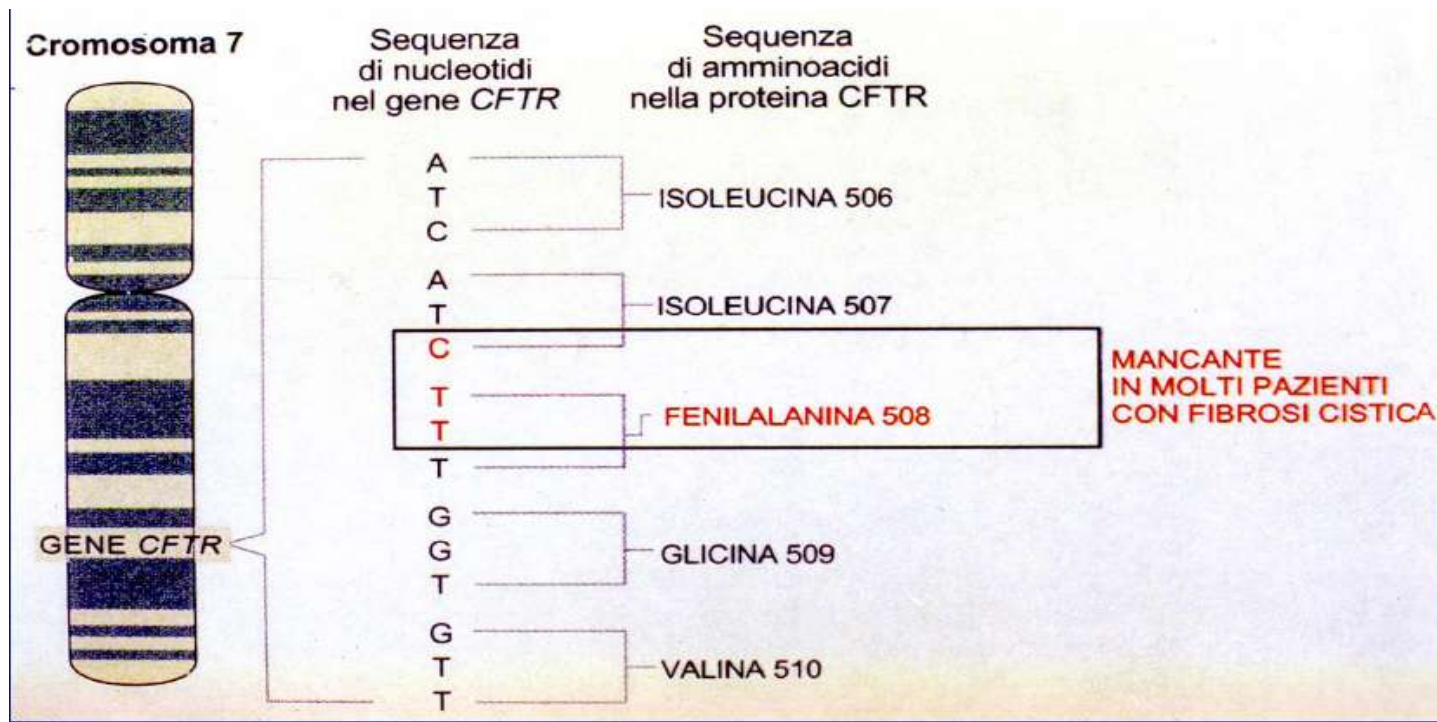 Cromosoma 7
Sequenza
di nucleotidi
nel gene CFTR
Sequenza
di amminoacidi
nella proteina CFTR
A
T
C
ISOLEUCINA 506
A
T
C
ISOLEUCINA 507
T
T
T
FENILALANINA 508
MANCANTE
IN MOLTI PAZIENTI
CON FIBROSI CISTICA
G
G
T
GLICINA 509
G
T
T
VALINA 510
GENE CFTR